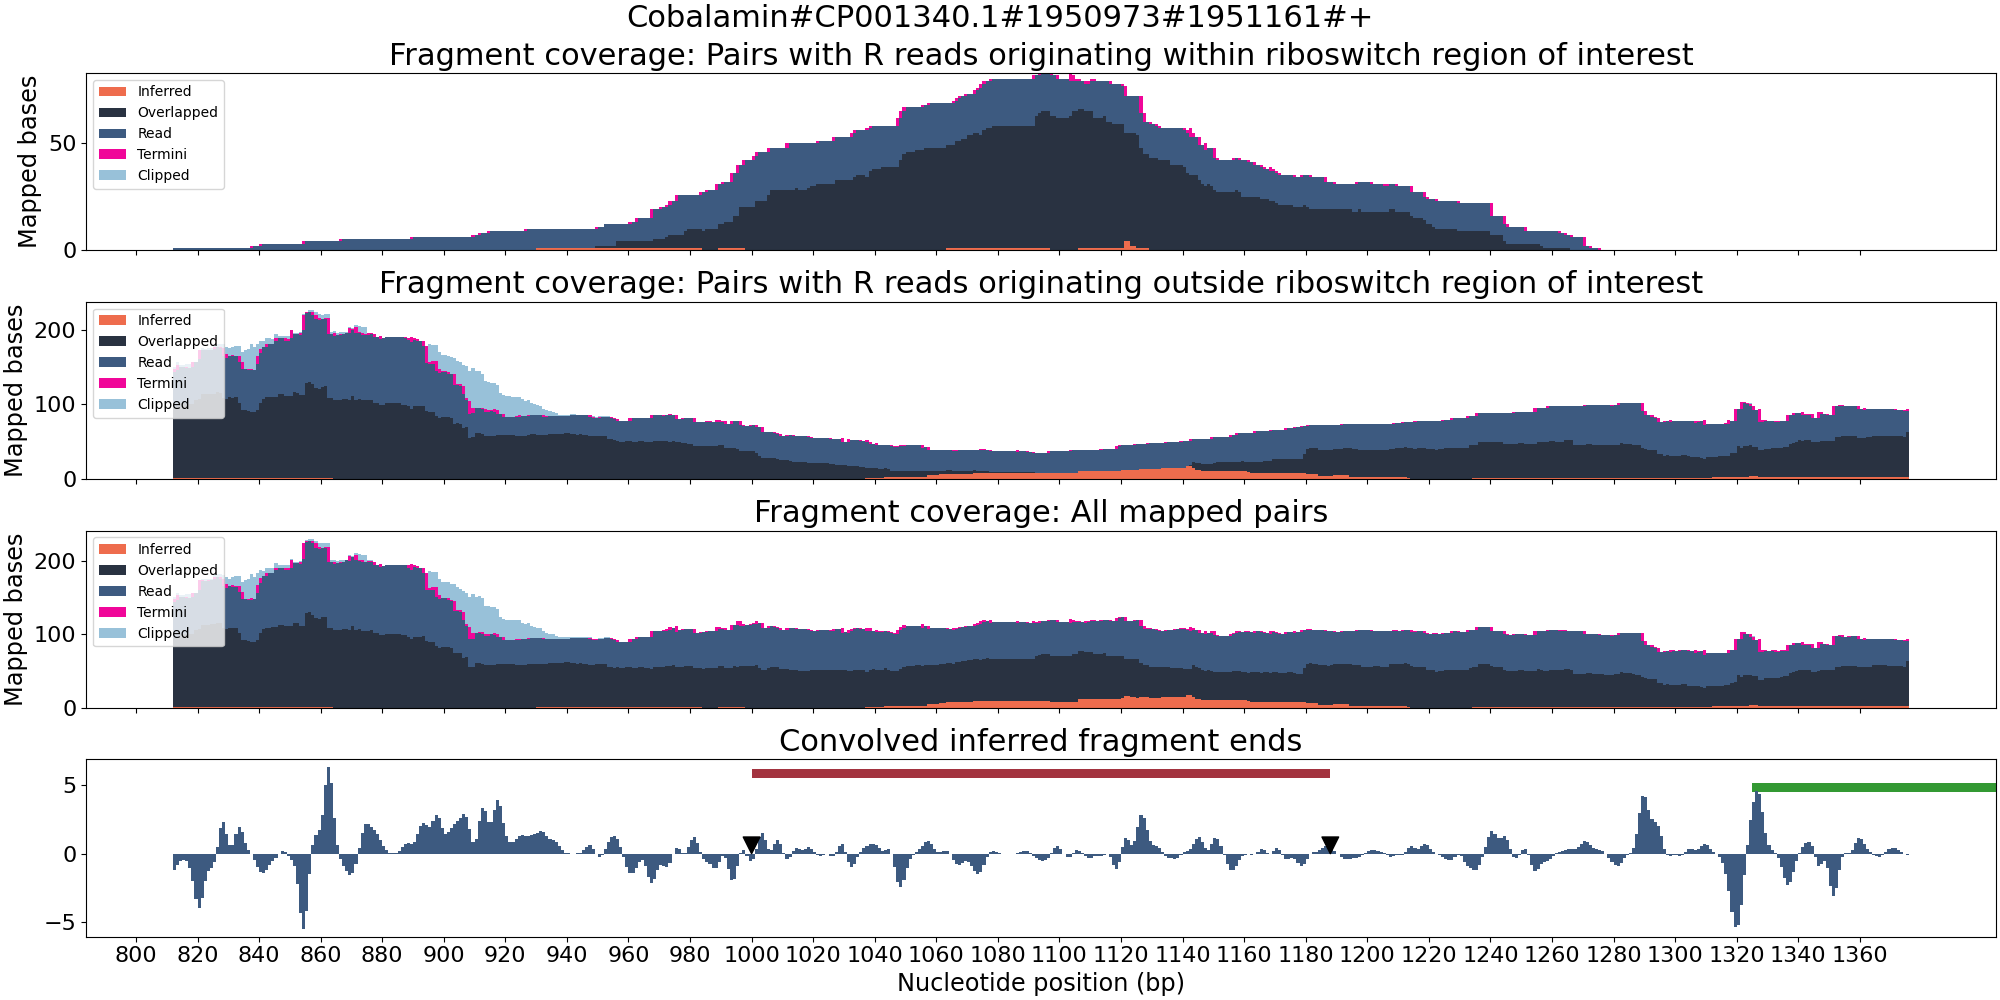 Cobalamin#CP001340.1#1950973#1951161#+
Fragment coverage: Pairs with R reads originating within riboswitch region of interest
Mapped bases
50
0
Inferred
Overlapped
Read
Termini
Clipped
Fragment coverage: Pairs with R reads originating outside riboswitch region of interest
Mapped bases
200
100
0
Inferred
Overlapped
Read
Termini
Clipped
Fragment coverage: All mapped pairs
Mapped bases
200
100
0
Inferred
Overlapped
Read
Termini
Clipped
Convolved inferred fragment ends
5
0
−5
800 820 840 860 880 900 920 940 960 980 1000 1020 1040 1060 1080 1100 1120 1140 1160 1180 1200 1220 1240 1260 1280 1300 1320 1340 1360
Nucleotide position (bp)